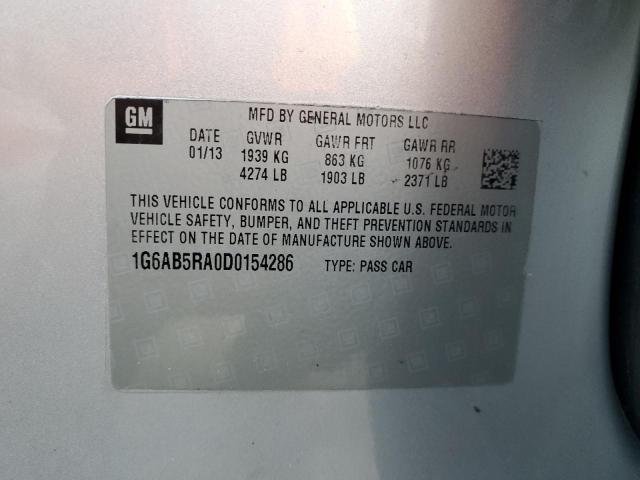 GM
MFD BY GENERAL MOTORS LLC
DATE GVWR GAWR FRT GAWR RR
01/13 1939 KG 863 KG 1076 KG
4274 LB 1903 LB 2371 LB
THIS VEHICLE CONFORMS TO ALL APPLICABLE U.S. FEDERAL MOTOR
VEHICLE SAFETY, BUMPER, AND THEFT PREVENTION STANDARDS IN
EFFECT ON THE DATE OF MANUFACTURE SHOWN ABOVE.
1G6AB5RA0D0154286 TYPE: PASS CAR